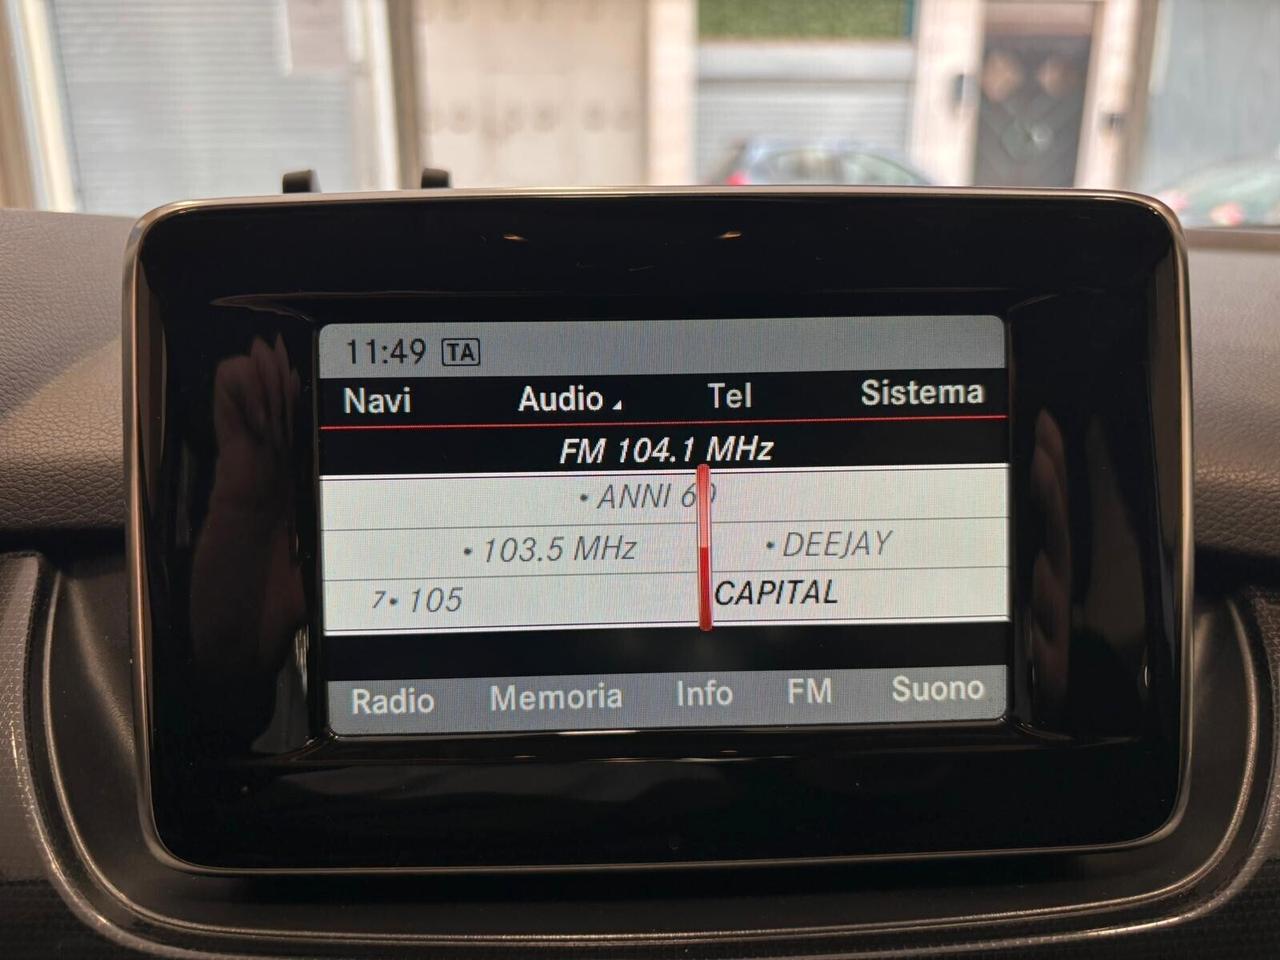 11:49 TA
Navi Audio Tel Sistema
FM 104.1 MHz
• ANNI 60
• 103.5 MHz • DEEJAY
7• 105 CAPITAL
Radio Memoria Info FM Suono